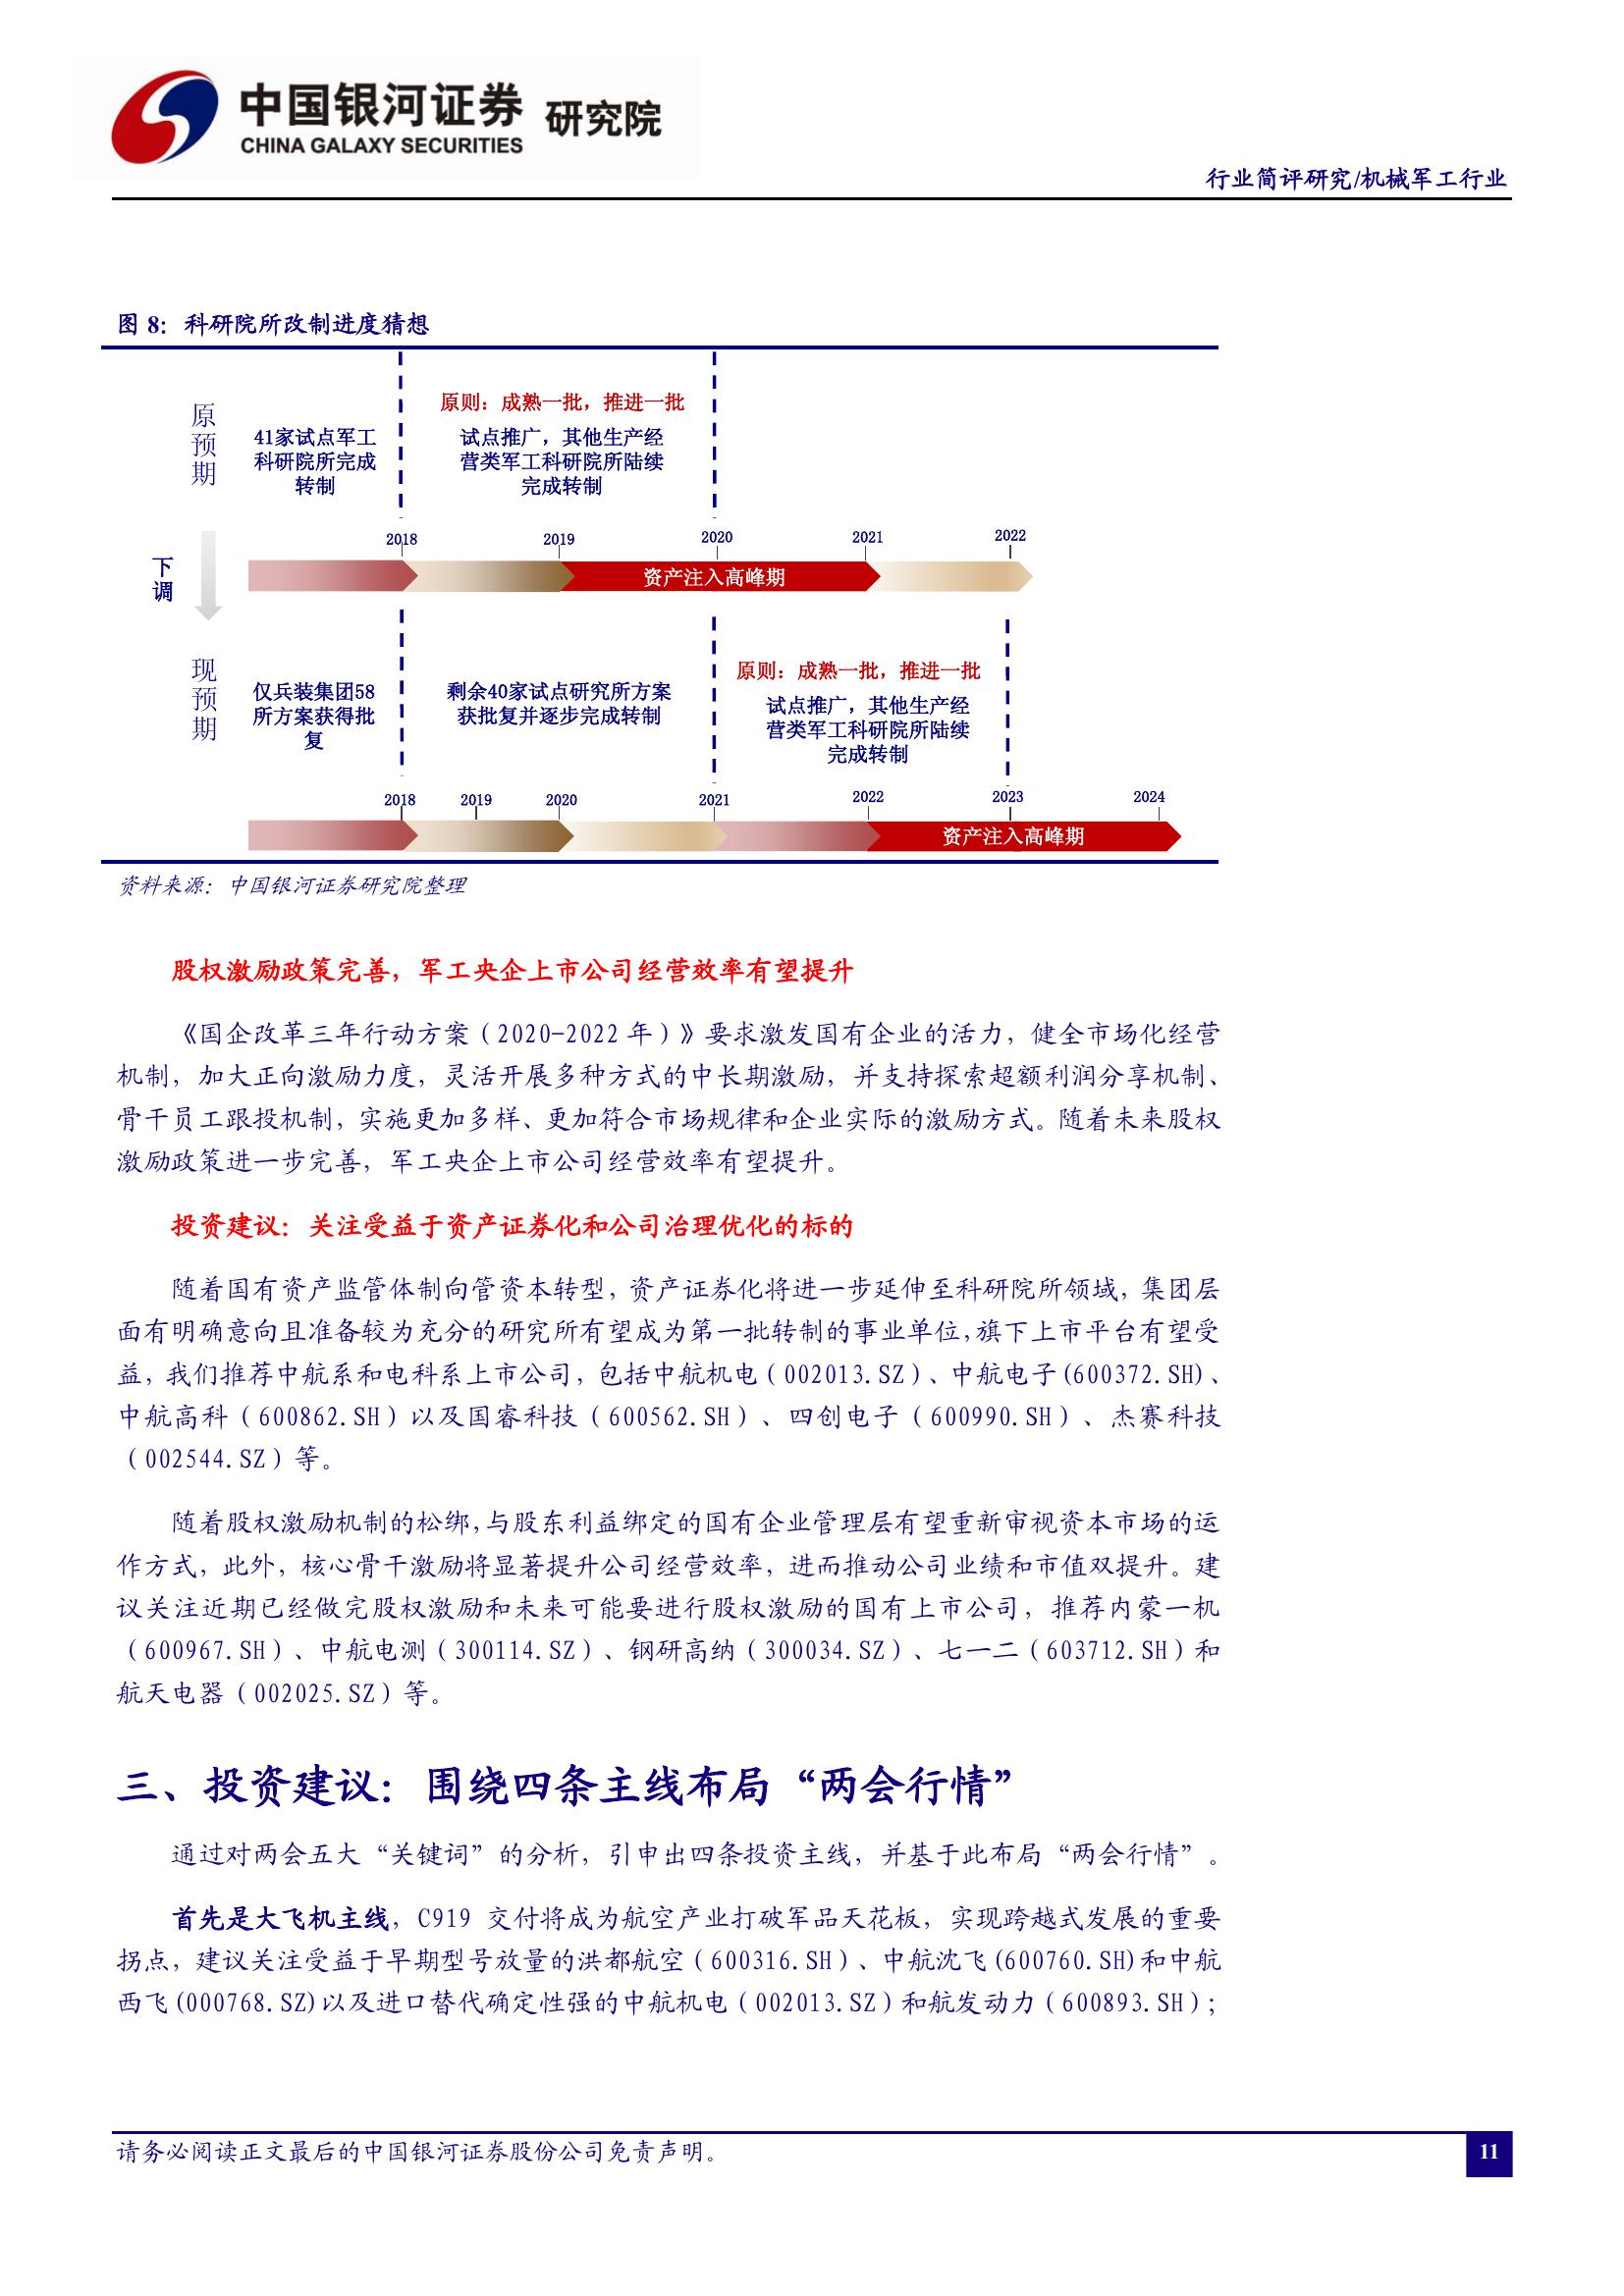 中国银河证券 研究院
CHINA GALAXY SECURITIES
行业简评研究/机械军工行业
图 8：科研院所改制进度猜想
原预期
41家试点军工
科研院所完成
转制
原则：成熟一批，推进一批
试点推广，其他生产经
营类军工科研院所陆续
完成转制
2018 2019 2020 2021 2022
资产注入高峰期
下调
现预期
仅兵装集团58
所方案获得批
复
剩余40家试点研究所方案
获批复并逐步完成转制
原则：成熟一批，推进一批
试点推广，其他生产经
营类军工科研院所陆续
完成转制
2018 2019 2020 2021 2022 2023 2024
资产注入高峰期
资料来源：中国银河证券研究院整理
股权激励政策完善，军工央企上市公司经营效率有望提升
《国企改革三年行动方案（2020-2022 年）》要求激发国有企业的活力，健全市场化经营
机制，加大正向激励力度，灵活开展多种方式的中长期激励，并支持探索超额利润分享机制、
骨干员工跟投机制，实施更加多样、更加符合市场规律和企业实际的激励方式。随着未来股权
激励政策进一步完善，军工央企上市公司经营效率有望提升。
投资建议：关注受益于资产证券化和公司治理优化的标的
随着国有资产监管体制向管资本转型，资产证券化将进一步延伸至科研院所领域，集团层
面有明确意向且准备较为充分的研究所有望成为第一批转制的事业单位，旗下上市平台有望受
益，我们推荐中航系和电科系上市公司，包括中航机电（002013.SZ）、中航电子(600372.SH)、
中航高科（600862.SH）以及国睿科技（600562.SH）、四创电子（600990.SH）、杰赛科技
（002544.SZ）等。
随着股权激励机制的松绑，与股东利益绑定的国有企业管理层有望重新审视资本市场的运
作方式，此外，核心骨干激励将显著提升公司经营效率，进而推动公司业绩和市值双提升。建
议关注近期已经做完股权激励和未来可能要进行股权激励的国有上市公司，推荐内蒙一机
（600967.SH）、中航电测（300114.SZ）、钢研高纳（300034.SZ）、七一二（603712.SH）和
航天电器（002025.SZ）等。
三、投资建议：围绕四条主线布局“两会行情”
通过对两会五大“关键词”的分析，引申出四条投资主线，并基于此布局“两会行情”。
首先是大飞机主线，C919 交付将成为航空产业打破军品天花板，实现跨越式发展的重要
拐点，建议关注受益于早期型号放量的洪都航空（600316.SH）、中航沈飞(600760.SH)和中航
西飞(000768.SZ)以及进口替代确定性强的中航机电（002013.SZ）和航发动力（600893.SH）；
请务必阅读正文最后的中国银河证券股份公司免责声明。
11